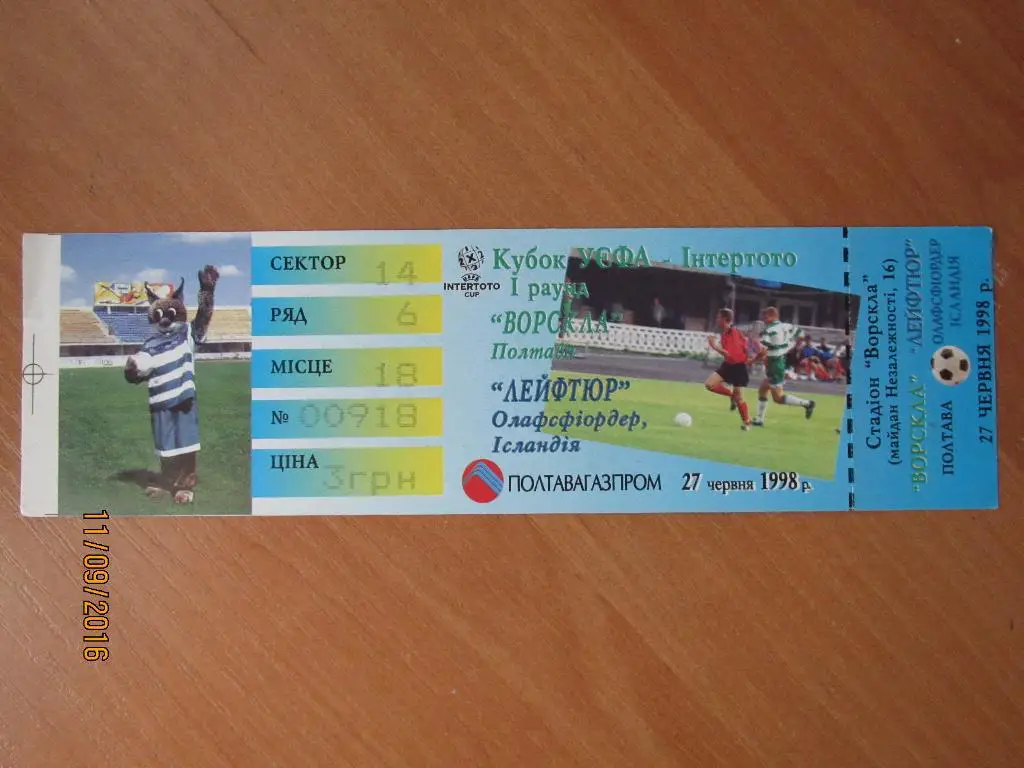 СЕКТОР 14
РЯД 6
МІСЦЕ 18
№ 00918
ЦІНА 3грн
UEFA
INTERTOTO
CUP
Кубок УЄФА - Інтертото
I раунд
"ВОРСКЛА"
Полтава
"ЛЕЙФТЮР"
Олафсфіордер,
Ісландія
ПОЛТАВАГАЗПРОМ 27 червня 1998 р.
Стадіон "Ворскла"
(майдан Незалежності, 16)
"ВОРСКЛА" "ЛЕЙФТЮР"
ПОЛТАВА ОЛАФСФІОРДЕР
ІСЛАНДІЯ
27 ЧЕРВНЯ 1998 р.
11/09/2016